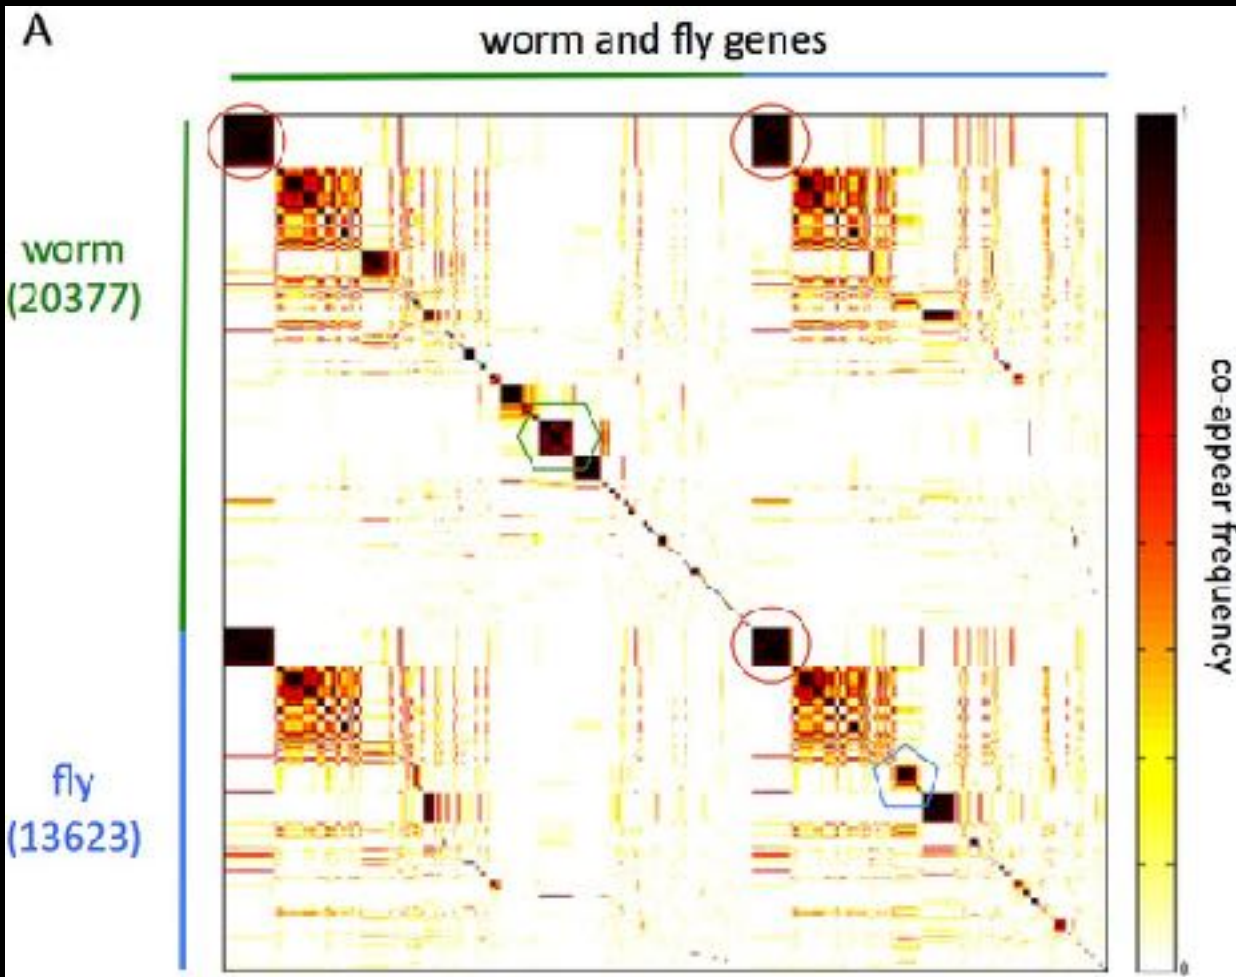 A
worm and fly genes
worm
(20377)
fly
(13623)
1
co-appear frequency
0